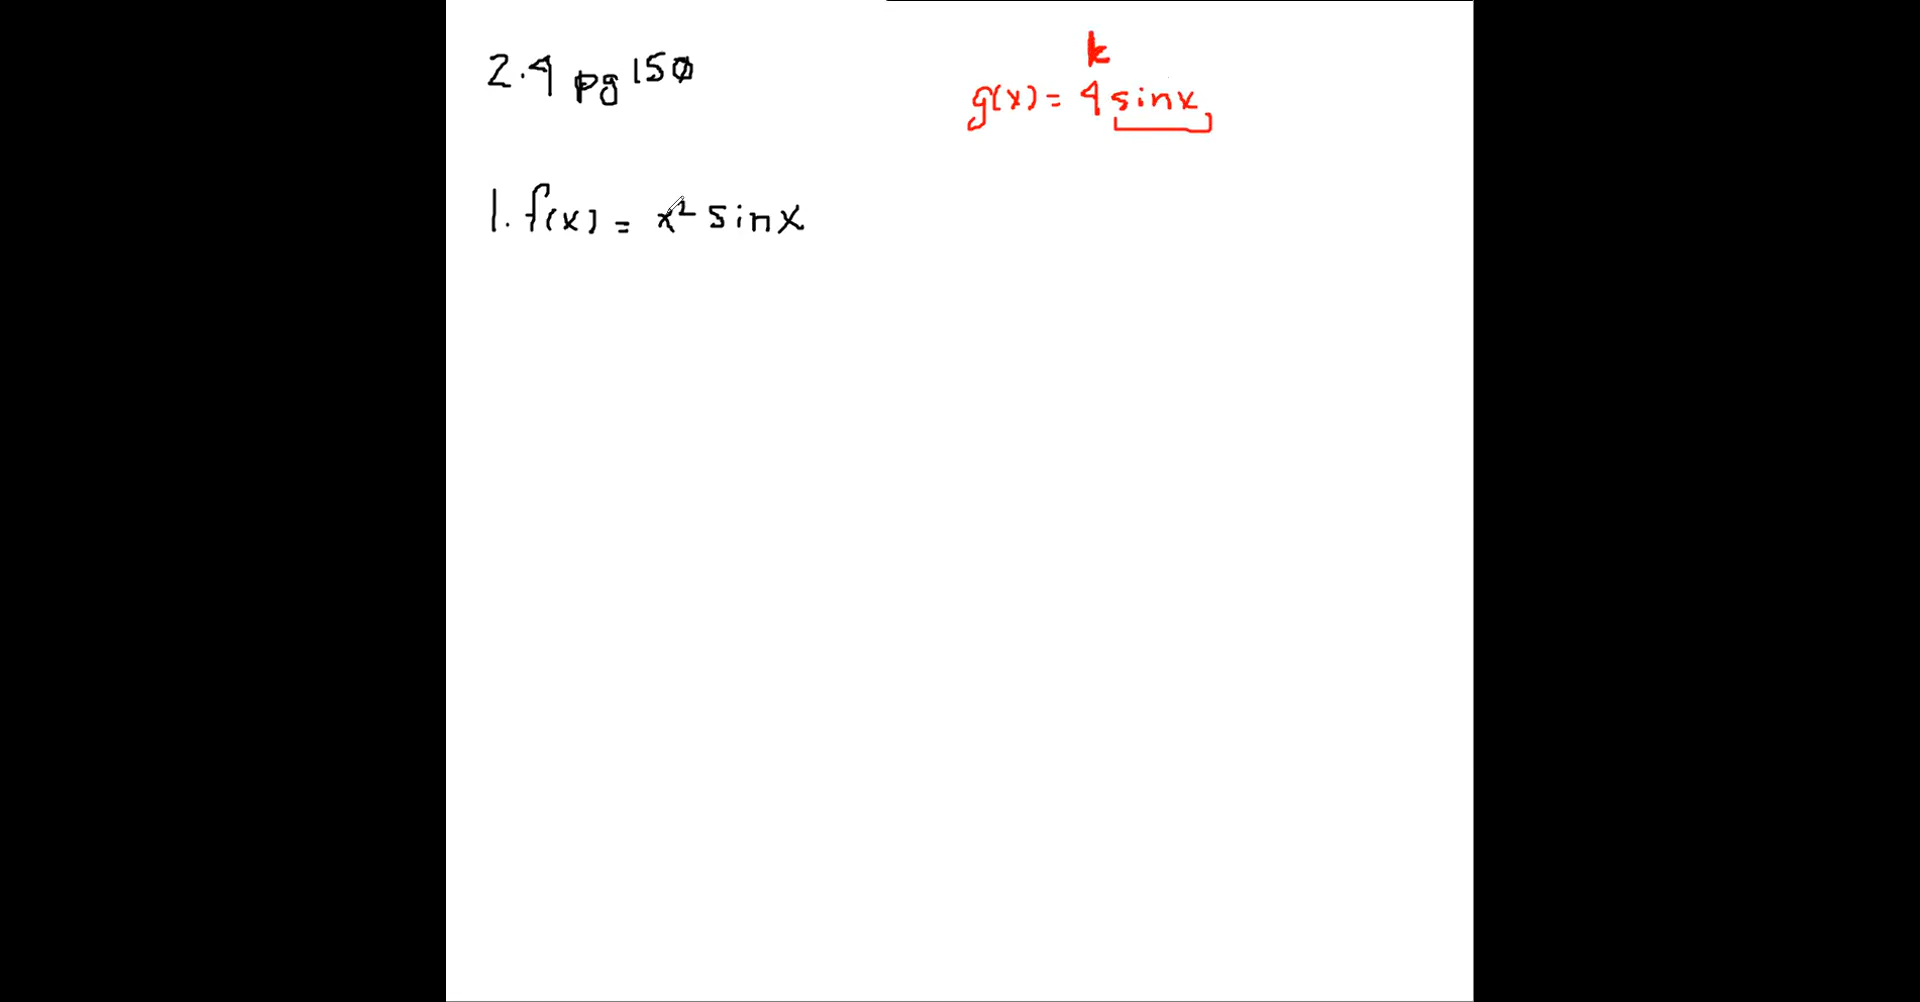 2.4 pg 150
k
g(x) = 4 sinx
1. f(x) = x² sinx